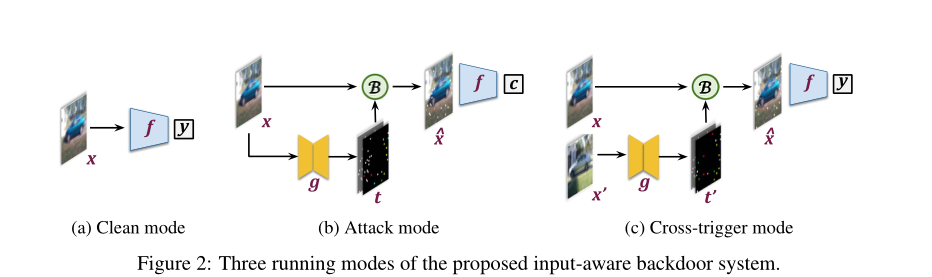 x
f
y
(a) Clean mode
x
B
x̂
f
c
g
t
(b) Attack mode
x
B
x̂
f
y
x′
g
t′
(c) Cross-trigger mode
Figure 2: Three running modes of the proposed input-aware backdoor system.